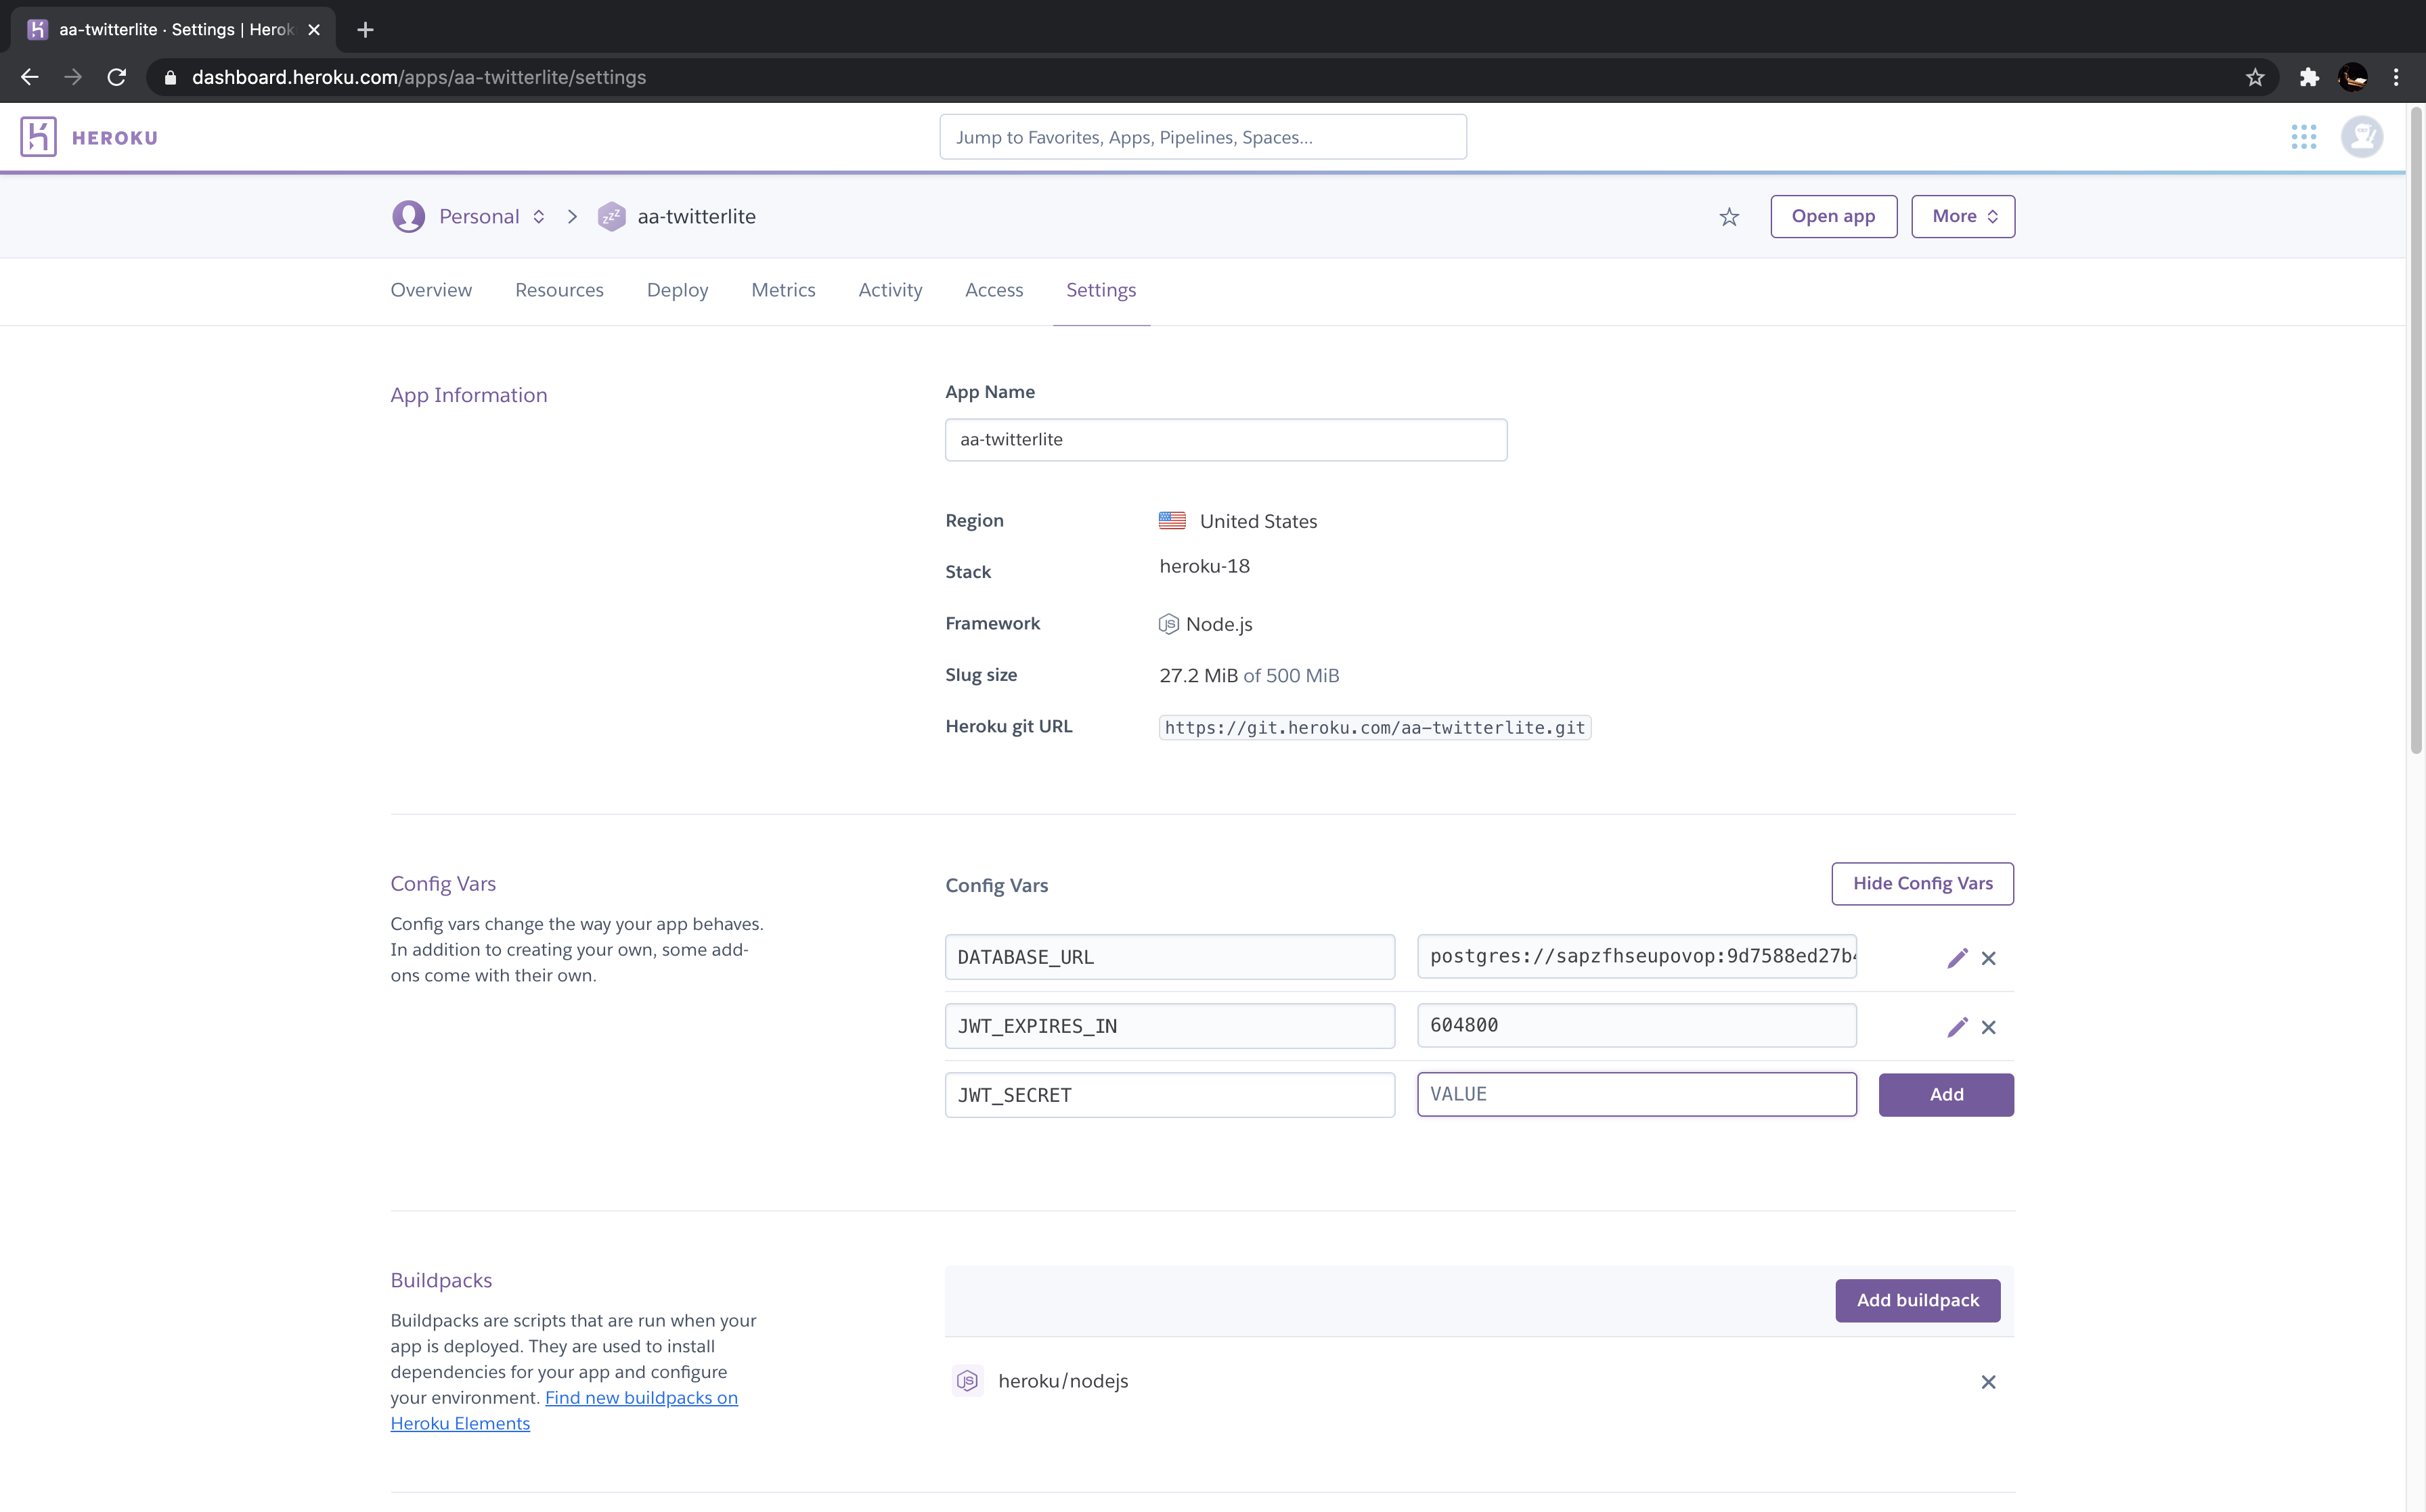 aa-twitterlite · Settings | Herok
dashboard.heroku.com/apps/aa-twitterlite/settings
HEROKU
Jump to Favorites, Apps, Pipelines, Spaces...
Personal
aa-twitterlite
Open app
More
Overview
Resources
Deploy
Metrics
Activity
Access
Settings
App Information
App Name
aa-twitterlite
Region
United States
Stack
heroku-18
Framework
Node.js
Slug size
27.2 MiB of 500 MiB
Heroku git URL
https://git.heroku.com/aa-twitterlite.git
Config Vars
Config vars change the way your app behaves.
In addition to creating your own, some add-
ons come with their own.
Config Vars
Hide Config Vars
DATABASE_URL
postgres://sapzfhseupovop:9d7588ed27b4
JWT_EXPIRES_IN
604800
JWT_SECRET
VALUE
Add
Buildpacks
Buildpacks are scripts that are run when your
app is deployed. They are used to install
dependencies for your app and configure
your environment. Find new buildpacks on
Heroku Elements
Add buildpack
heroku/nodejs